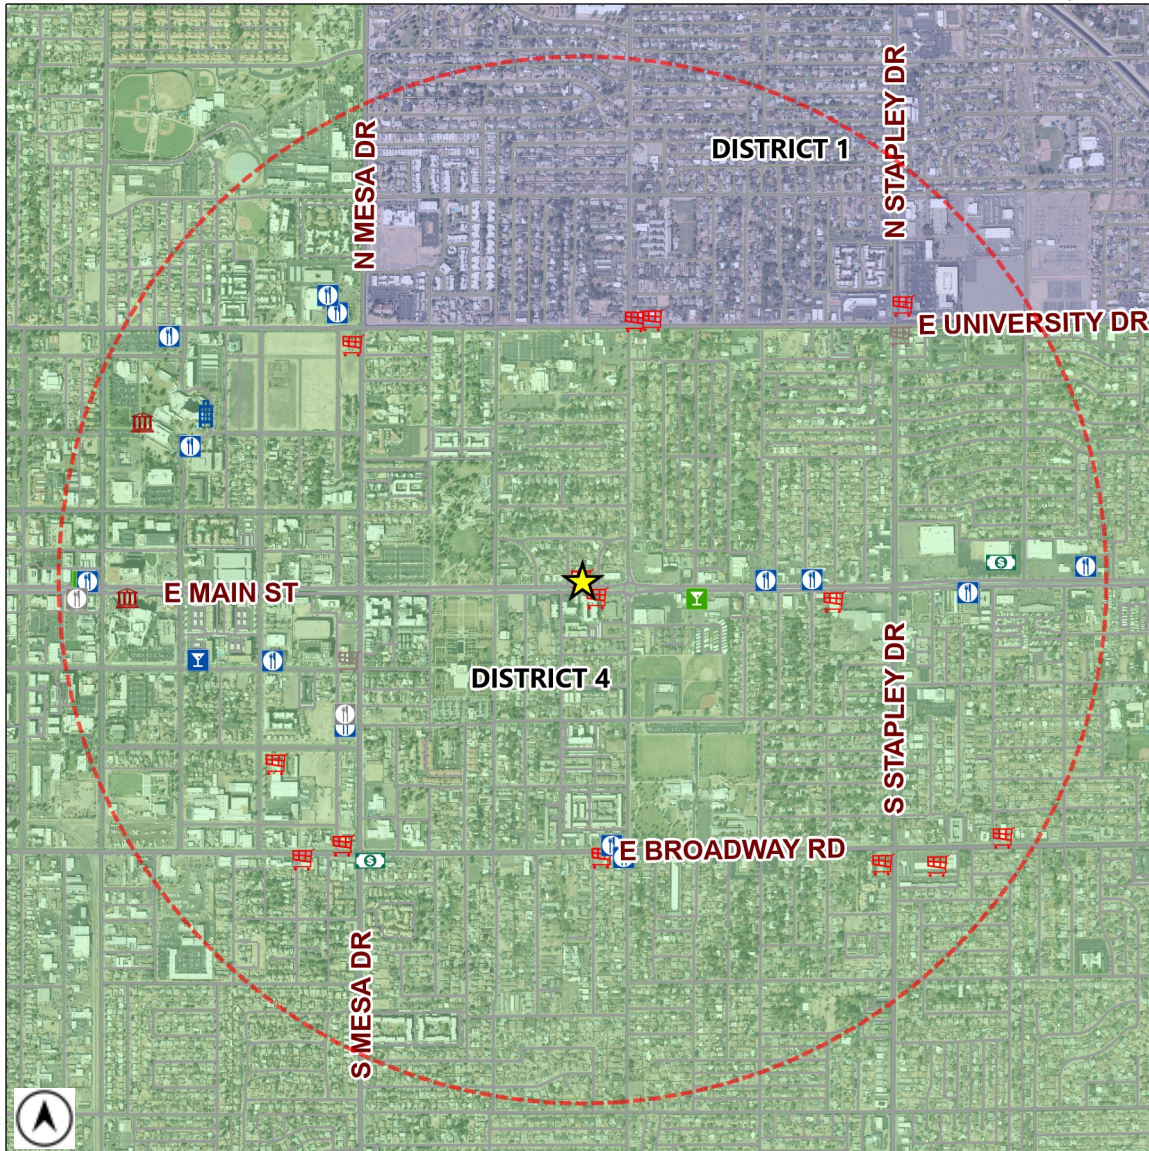 DISTRICT 1
N MESA DR
N STAPLEY DR
E UNIVERSITY DR
E MAIN ST
DISTRICT 4
S STAPLEY DR
E BROADWAY RD
S MESA DR
$
$